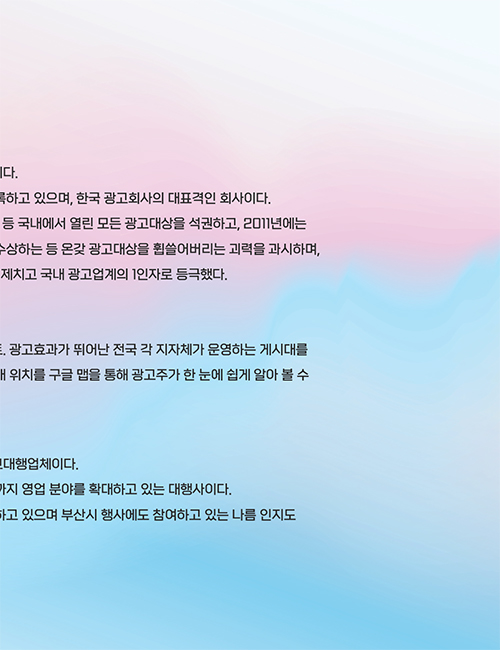 이다.
록하고 있으며, 한국 광고회사의 대표격인 회사이다.
등 국내에서 열린 모든 광고대상을 석권하고, 2011년에는
수상하는 등 온갖 광고대상을 휩쓸어버리는 괴력을 과시하며,
제치고 국내 광고업계의 1인자로 등극했다.
광고효과가 뛰어난 전국 각 지자체가 운영하는 게시대를
위치를 구글 맵을 통해 광고주가 한 눈에 쉽게 알아 볼 수
고대행업체이다.
까지 영업 분야를 확대하고 있는 대행사이다.
하고 있으며 부산시 행사에도 참여하고 있는 나름 인지도